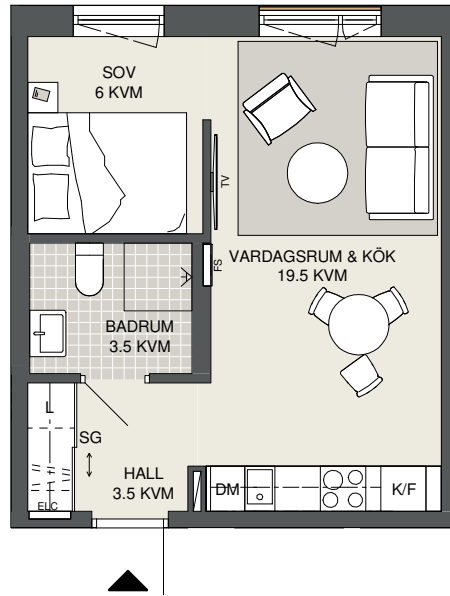 SOV
6 KVM
TV
FS
VARDAGSRUM & KÖK
19.5 KVM
BADRUM
3.5 KVM
L
SG
HALL
3.5 KVM
ELC
DM
K/F